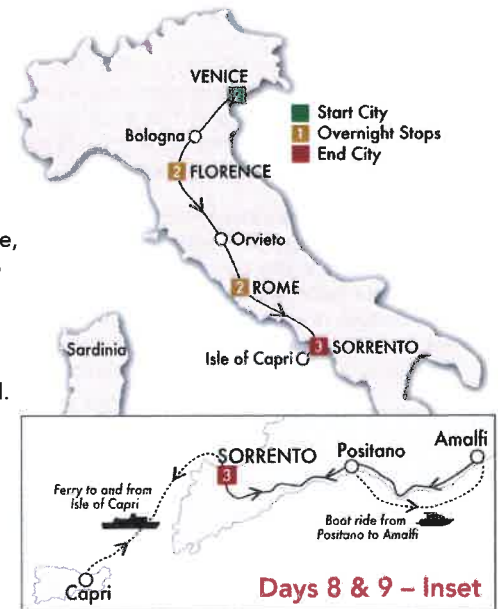 VENICE
2
Start City
1 Overnight Stops
End City
Bologna
2 FLORENCE
e,
Orvieto
2 ROME
Sardinia
Isle of Capri
3 SORRENTO
l.
SORRENTO
3
Positano
Amalfi
Ferry to and from
Isle of Capri
Boat ride from
Positano to Amalfi
Capri
Days 8 & 9 – Inset